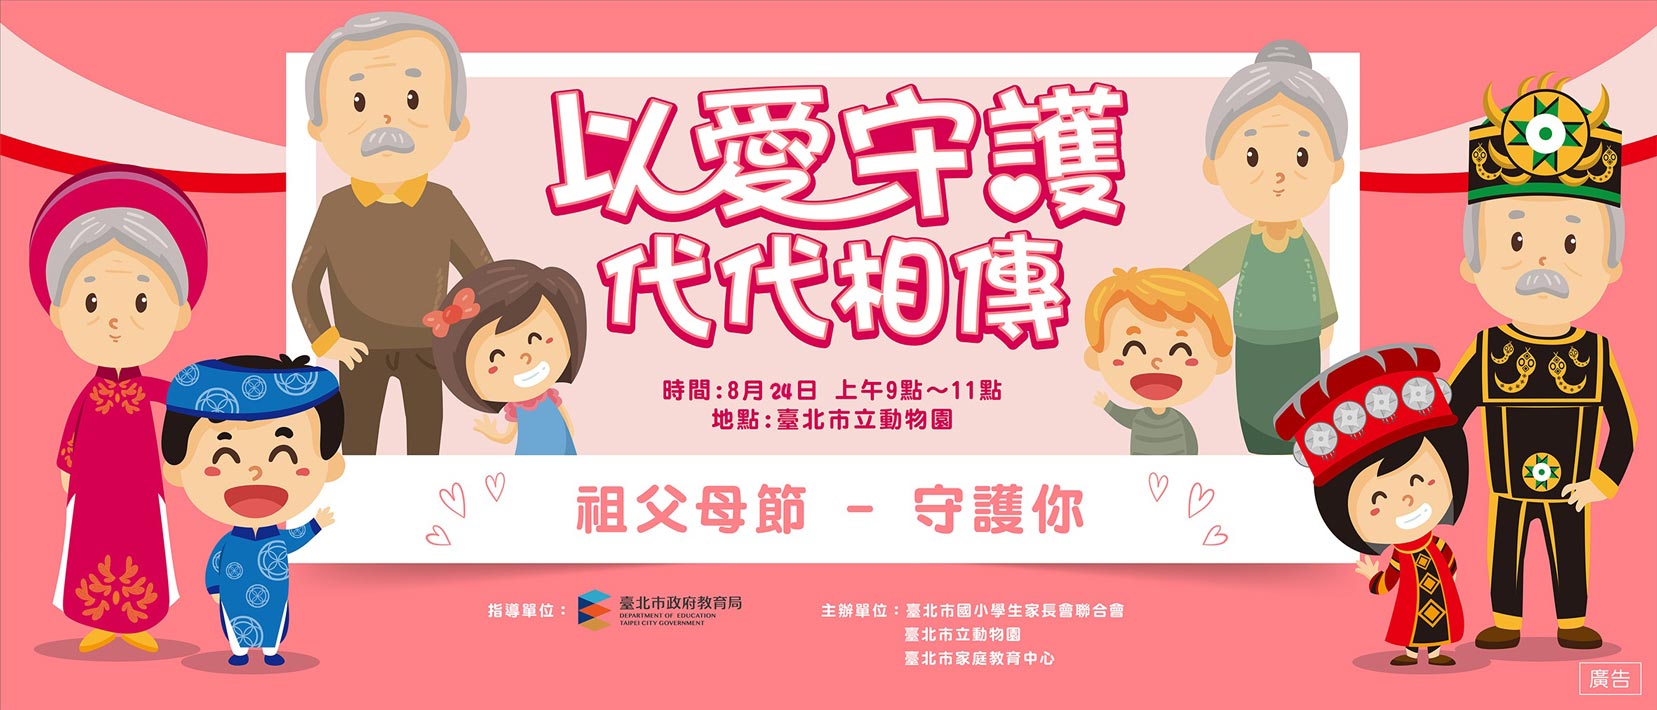 以愛守護
代代相傳
時間:8月24日 上午9點～11點
地點:臺北市立動物園
祖父母節 - 守護你
指導單位：臺北市政府教育局
DEPARTMENT OF EDUCATION
TAIPEI CITY GOVERNMENT
主辦單位：臺北市國小學生家長會聯合會
臺北市立動物園
臺北市家庭教育中心
廣告